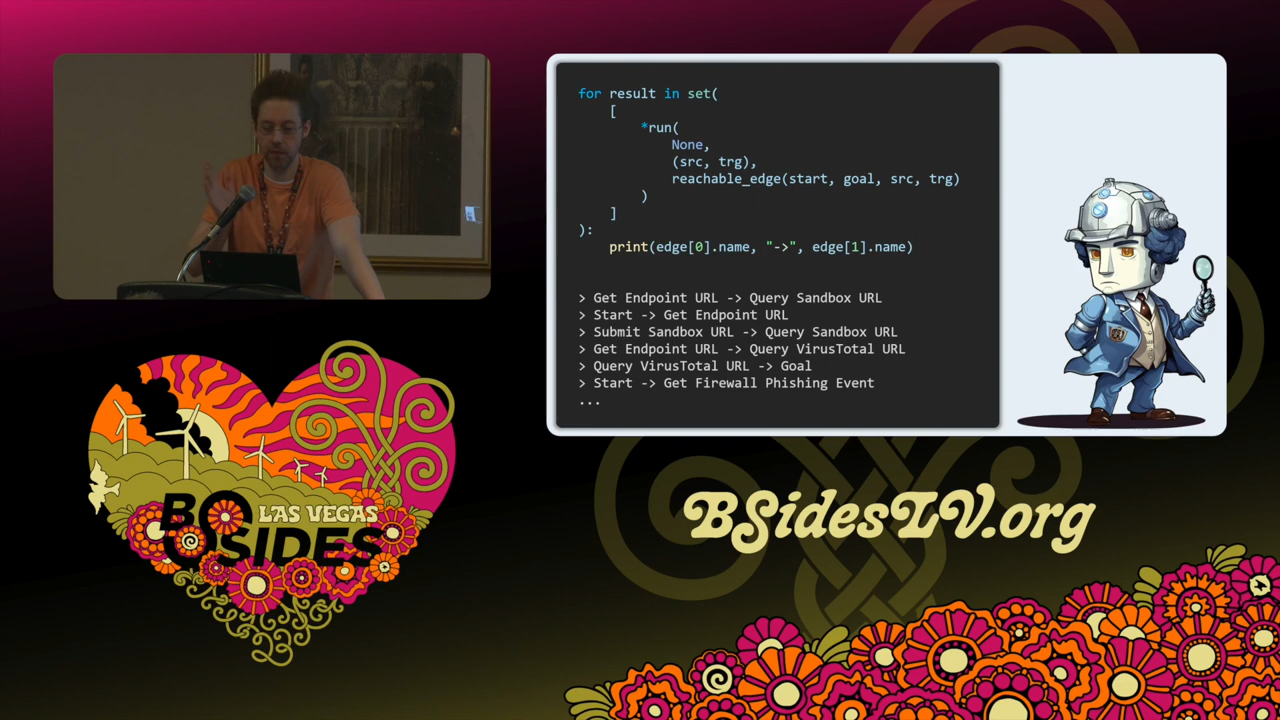 for result in set(
    [
        *run(
            None,
            (src, trg),
            reachable_edge(start, goal, src, trg)
        )
    ]
):
    print(edge[0].name, "->", edge[1].name)
> Get Endpoint URL -> Query Sandbox URL
> Start -> Get Endpoint URL
> Submit Sandbox URL -> Query Sandbox URL
> Get Endpoint URL -> Query VirusTotal URL
> Query VirusTotal URL -> Goal
> Start -> Get Firewall Phishing Event
...
LAS VEGAS
BSIDES
23
BSidesLV.org